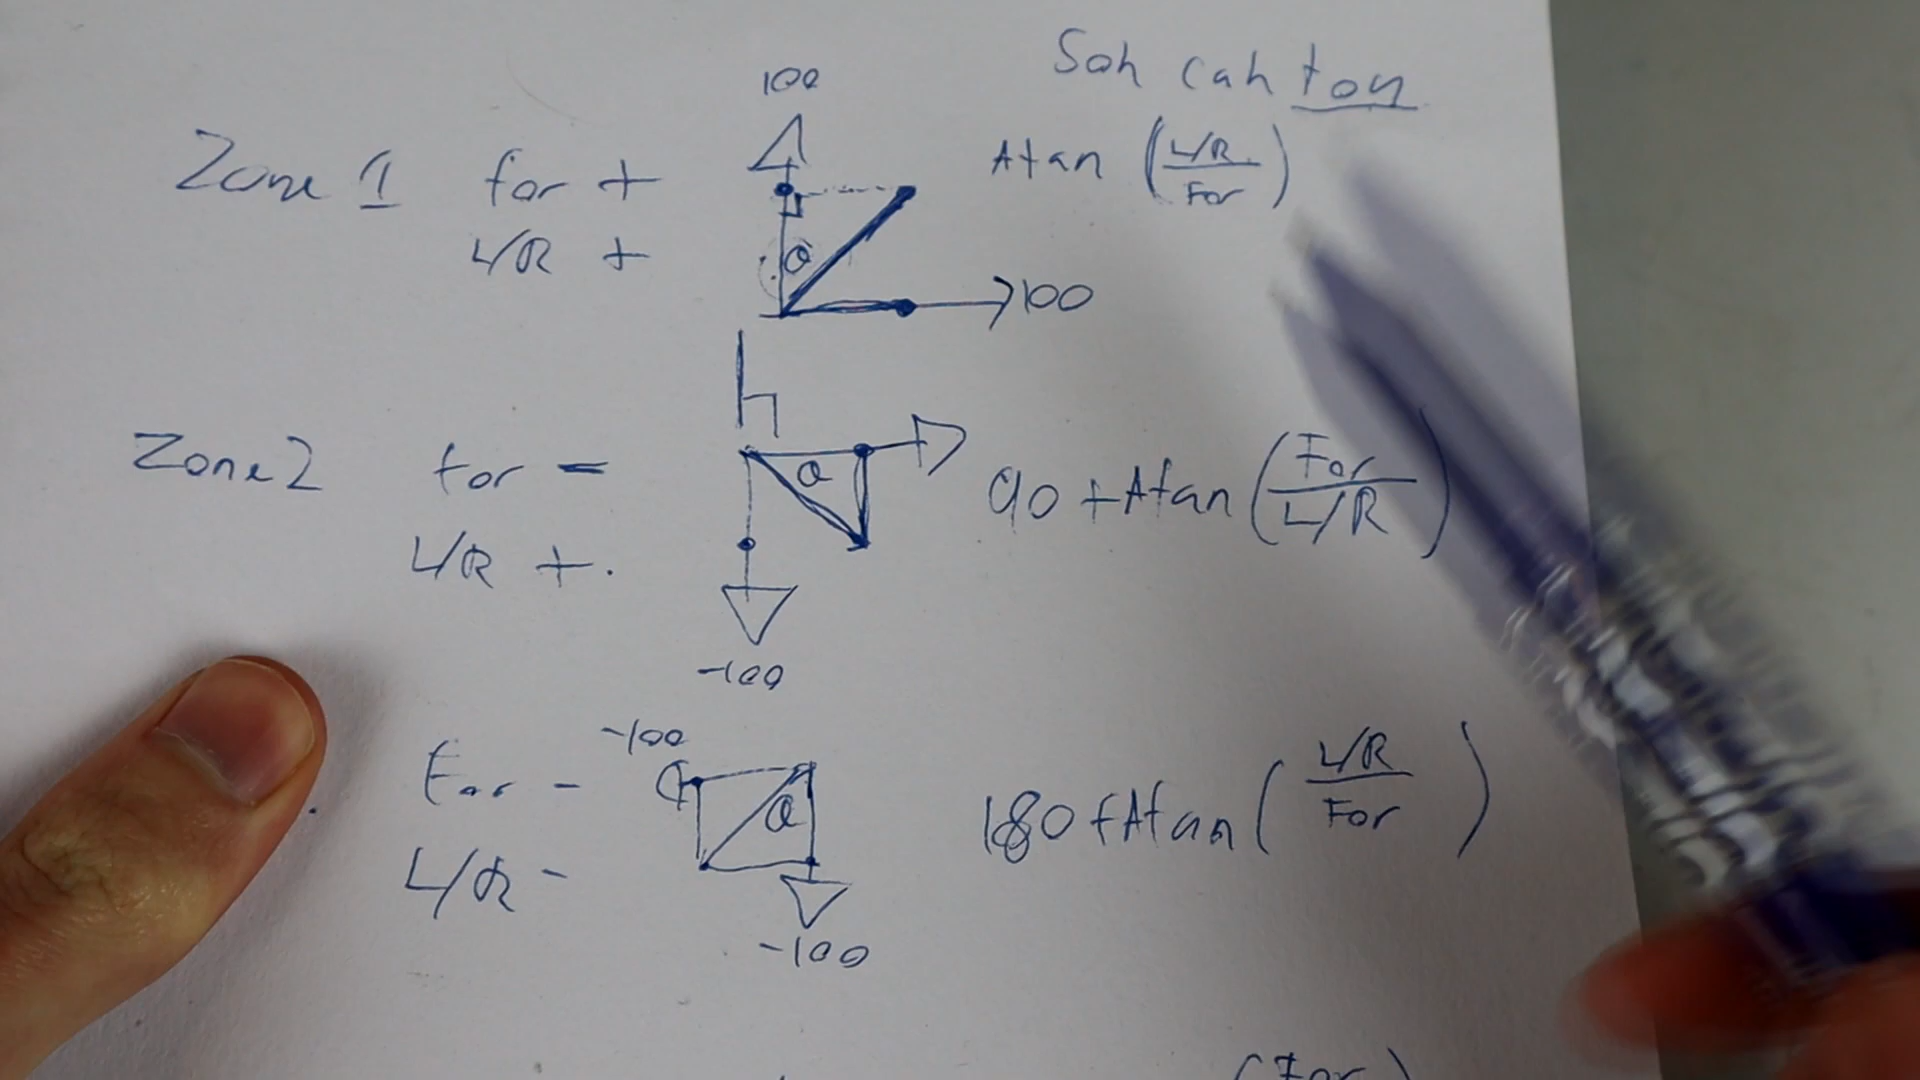 Soh cah toa
100
Zone 1 for + Atan (L/R / For)
L/R +
θ
100
Zone 2 for - 90 + Atan (For / L/R)
θ
L/R +.
-100
-100
For - 180 + Atan (L/R / For)
θ
L/R -
-100
(For)